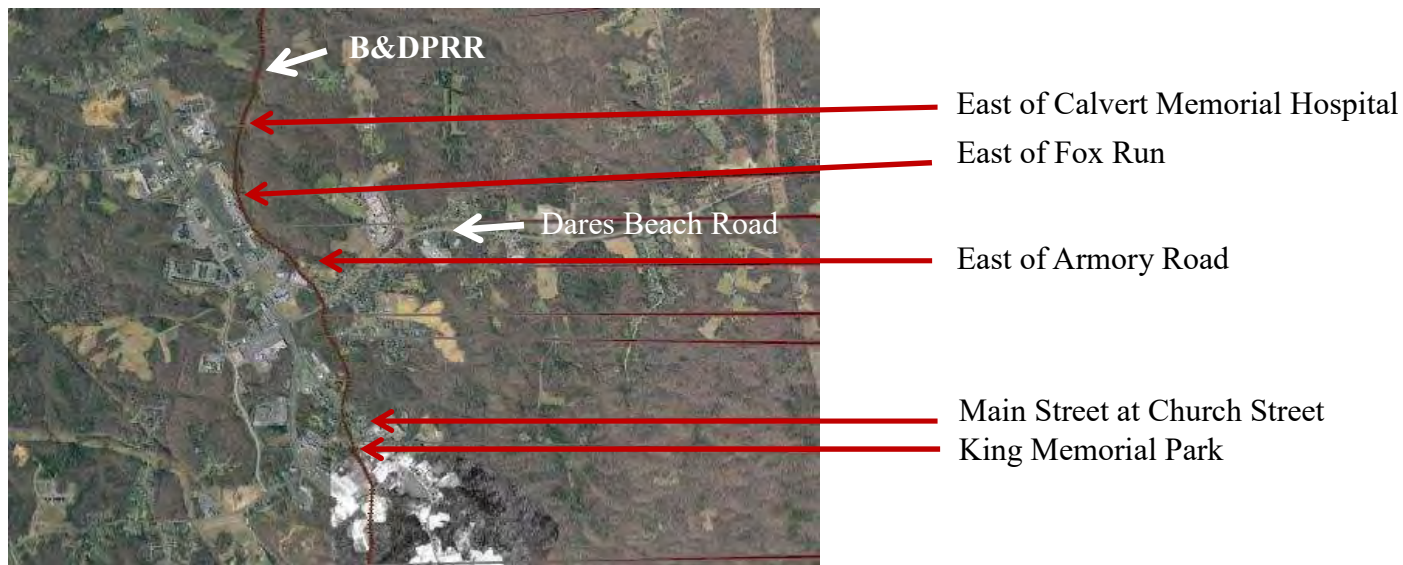 B&DPRR
East of Calvert Memorial Hospital
East of Fox Run
Dares Beach Road
East of Armory Road
Main Street at Church Street
King Memorial Park